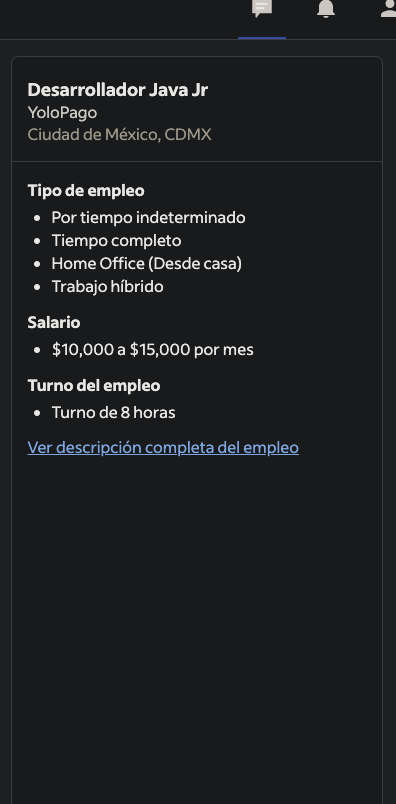 Desarrollador Java Jr
YoloPago
Ciudad de México, CDMX
Tipo de empleo
Por tiempo indeterminado
Tiempo completo
Home Office (Desde casa)
Trabajo híbrido
Salario
$10,000 a $15,000 por mes
Turno del empleo
Turno de 8 horas
Ver descripción completa del empleo